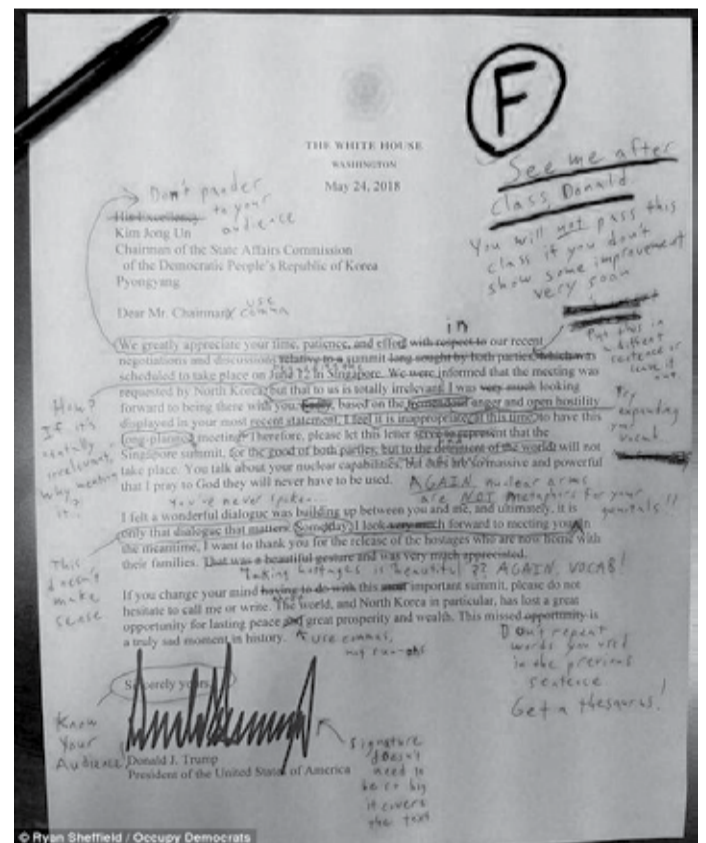 F
See me after
class, Donald.
You will not pass this
class if you don't
show some improvement
very soon
THE WHITE HOUSE
WASHINGTON
May 24, 2018
Don't pander
to your
audience
His Excellency
Kim Jong Un
Chairman of the State Affairs Commission
of the Democratic People's Republic of Korea
Pyongyang
Dear Mr. Chairman
use
comma
in
We greatly appreciate your time, patience, and effort with respect to our recent
negotiations and discussions relative to a summit long sought by both parties, which was
scheduled to take place on June 12 in Singapore. We were informed that the meeting was
requested by North Korea, but that to us is totally irrelevant. I was very much looking
forward to being there with you. Sadly, based on the tremendous anger and open hostility
displayed in your most recent statement, I feel it is inappropriate, at this time, to have this
long-planned meeting. Therefore, please let this letter serve to represent that the
Singapore summit, for the good of both parties, but to the detriment of the world, will not
take place. You talk about your nuclear capabilities, but ours are so massive and powerful
that I pray to God they will never have to be used.
Put this in
a different
sentence or
leave it
out.
Try
expanding
your
vocab
How?
If it's
totally
irrelevant,
why mention
it..
AGAIN nuclear arms
are NOT metaphors for your
genitals!!
You've never spoken...
I felt a wonderful dialogue was building up between you and me, and ultimately, it is
only that dialogue that matters. Someday, I look very much forward to meeting you. In
the meantime, I want to thank you for the release of the hostages who are now home with
their families. That was a beautiful gesture and was very much appreciated.
This
doesn't
make
sense
Taking hostages is beautiful?? AGAIN, VOCAB!
If you change your mind having to do with this most important summit, please do not
hesitate to call me or write. The world, and North Korea in particular, has lost a great
opportunity for lasting peace and great prosperity and wealth. This missed opportunity is
a truly sad moment in history.
use commas,
run-ons
Don't repeat
words you used
in the previous
sentence.
Get a thesaurus!
Sincerely yours,
Know
Your
Audience
Donald J. Trump
President of the United States of America
Signature
doesn't
need to
be so big
it covers
the text
© Ryan Sheffield / Occupy Democrats